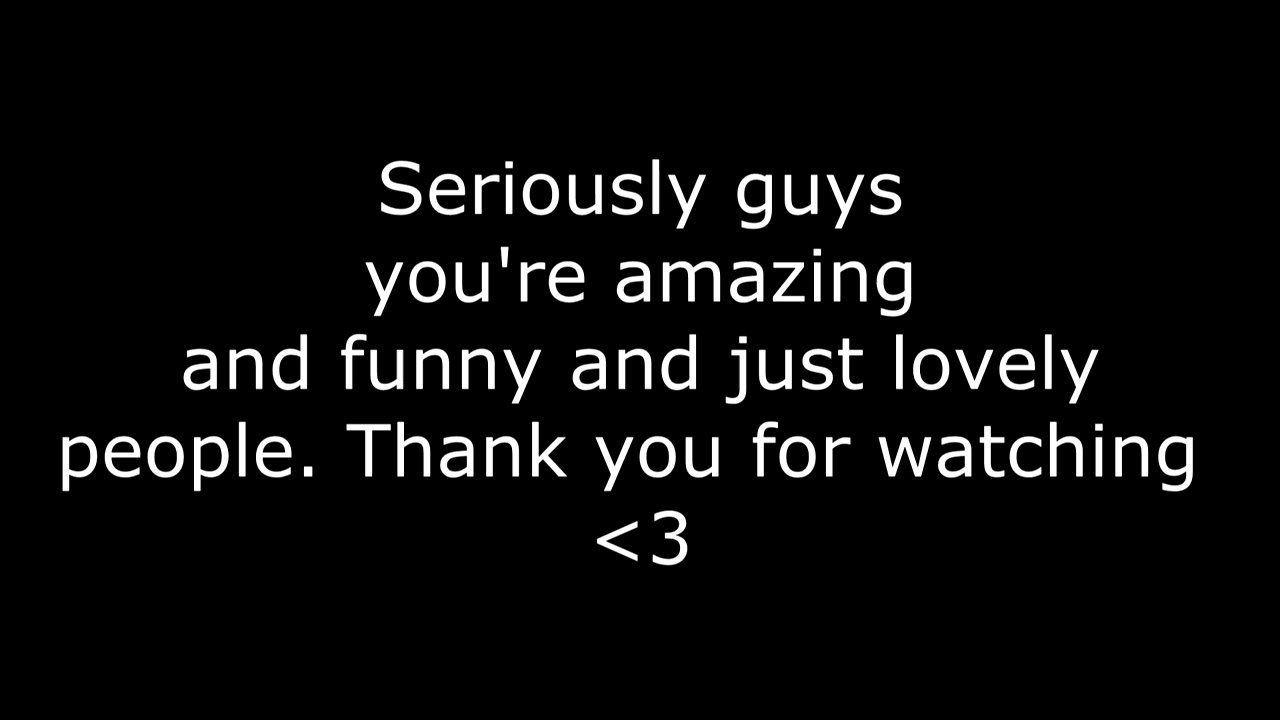 Seriously guys
you're amazing
and funny and just lovely
people. Thank you for watching
<3